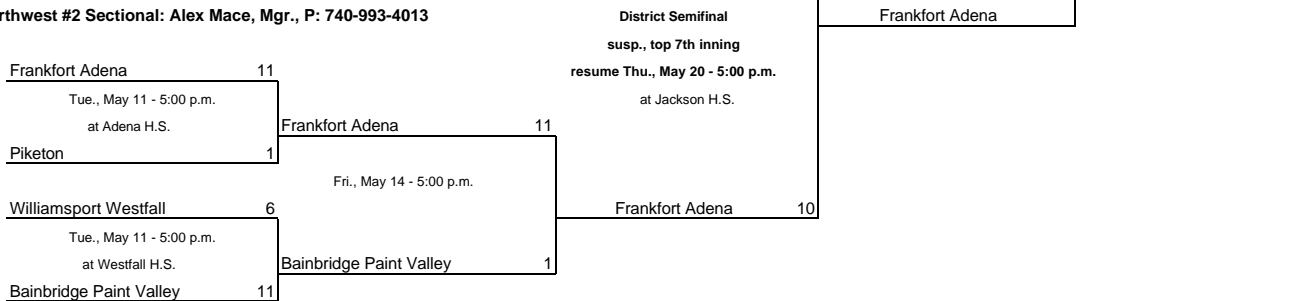 rthwest #2 Sectional: Alex Mace, Mgr., P: 740-993-4013
District Semifinal
Frankfort Adena
susp., top 7th inning
Frankfort Adena 11
resume Thu., May 20 - 5:00 p.m.
Tue., May 11 - 5:00 p.m.
at Jackson H.S.
at Adena H.S.
Frankfort Adena 11
Piketon 1
Fri., May 14 - 5:00 p.m.
Williamsport Westfall 6
Frankfort Adena 10
Tue., May 11 - 5:00 p.m.
at Westfall H.S.
Bainbridge Paint Valley 1
Bainbridge Paint Valley 11